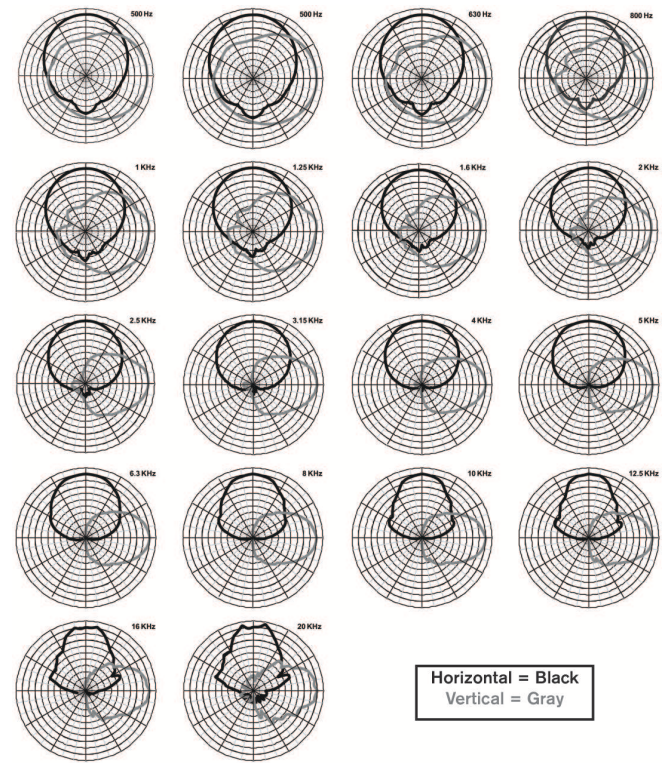 500 Hz
500 Hz
630 Hz
800 Hz
1 KHz
1.25 KHz
1.6 KHz
2 KHz
2.5 KHz
3.15 KHz
4 KHz
5 KHz
6.3 KHz
8 KHz
10 KHz
12.5 KHz
16 KHz
20 KHz
Horizontal = Black
Vertical = Gray